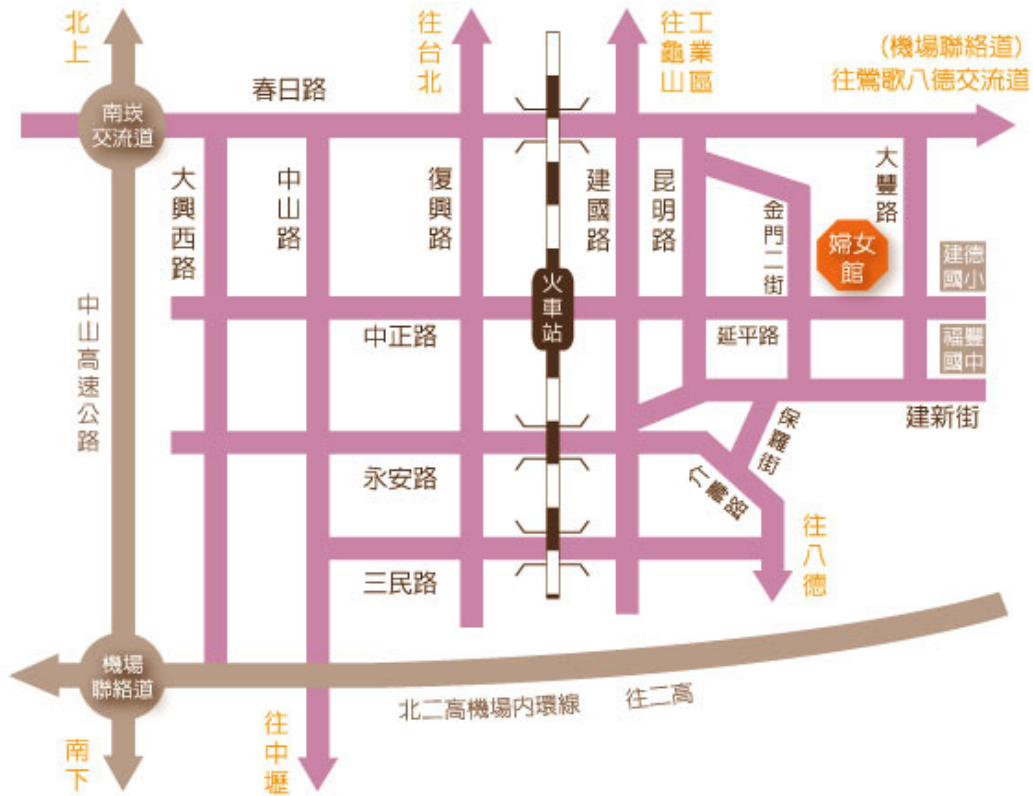 北上
往台北
往龜山
工業區
(機場聯絡道)
往鶯歌八德交流道
春日路
南崁
交流道
大興西路
中山路
復興路
建國路
昆明路
金門二街
大豐路
婦女
館
建德
國小
火車站
中山高速公路
中正路
延平路
福豐
國中
建新街
保羅街
永安路
介壽路
往八德
三民路
機場
聯絡道
北二高機場內環線
往二高
南下
往中壢